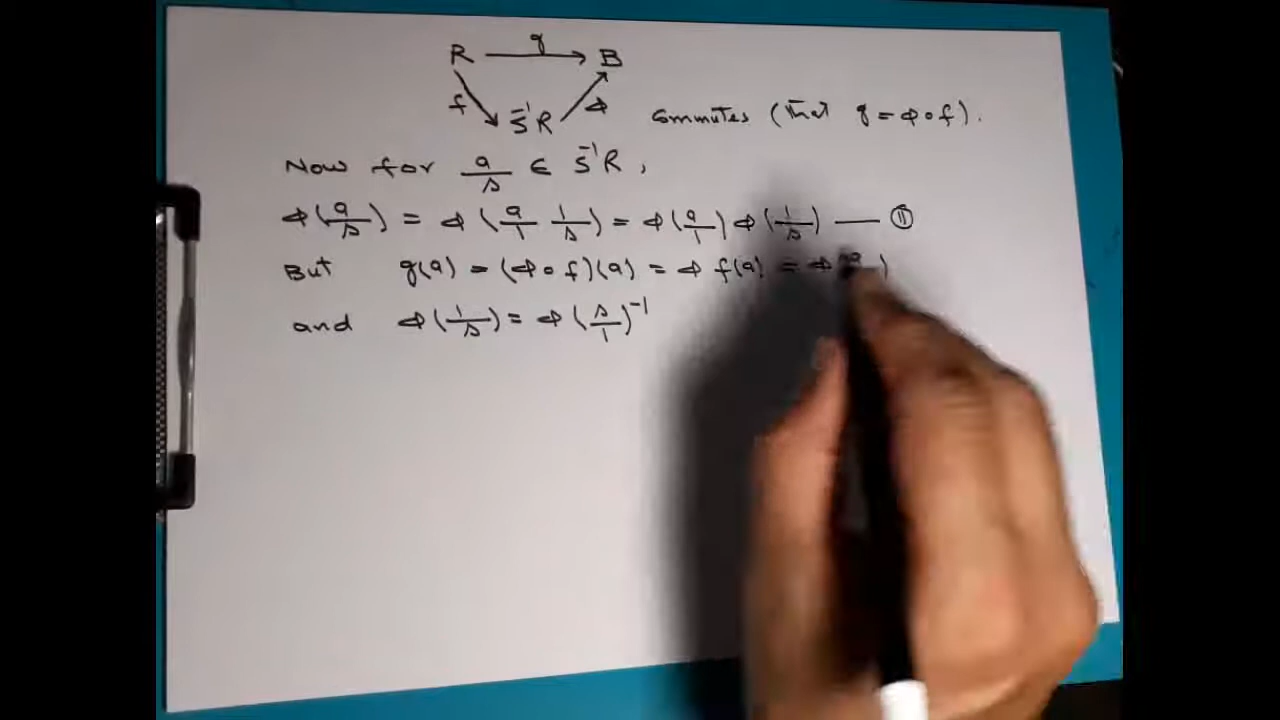 R g B
f S⁻¹R φ commutes (that g = φ∘f).
Now for a/s ∈ S⁻¹R,
φ(a/s) = φ(a/1 1/s) = φ(a/1) φ(1/s) — ⑪
But g(a) = (φ∘f)(a) = φ f(a) = φ
and φ(1/s) = φ(s/1)⁻¹